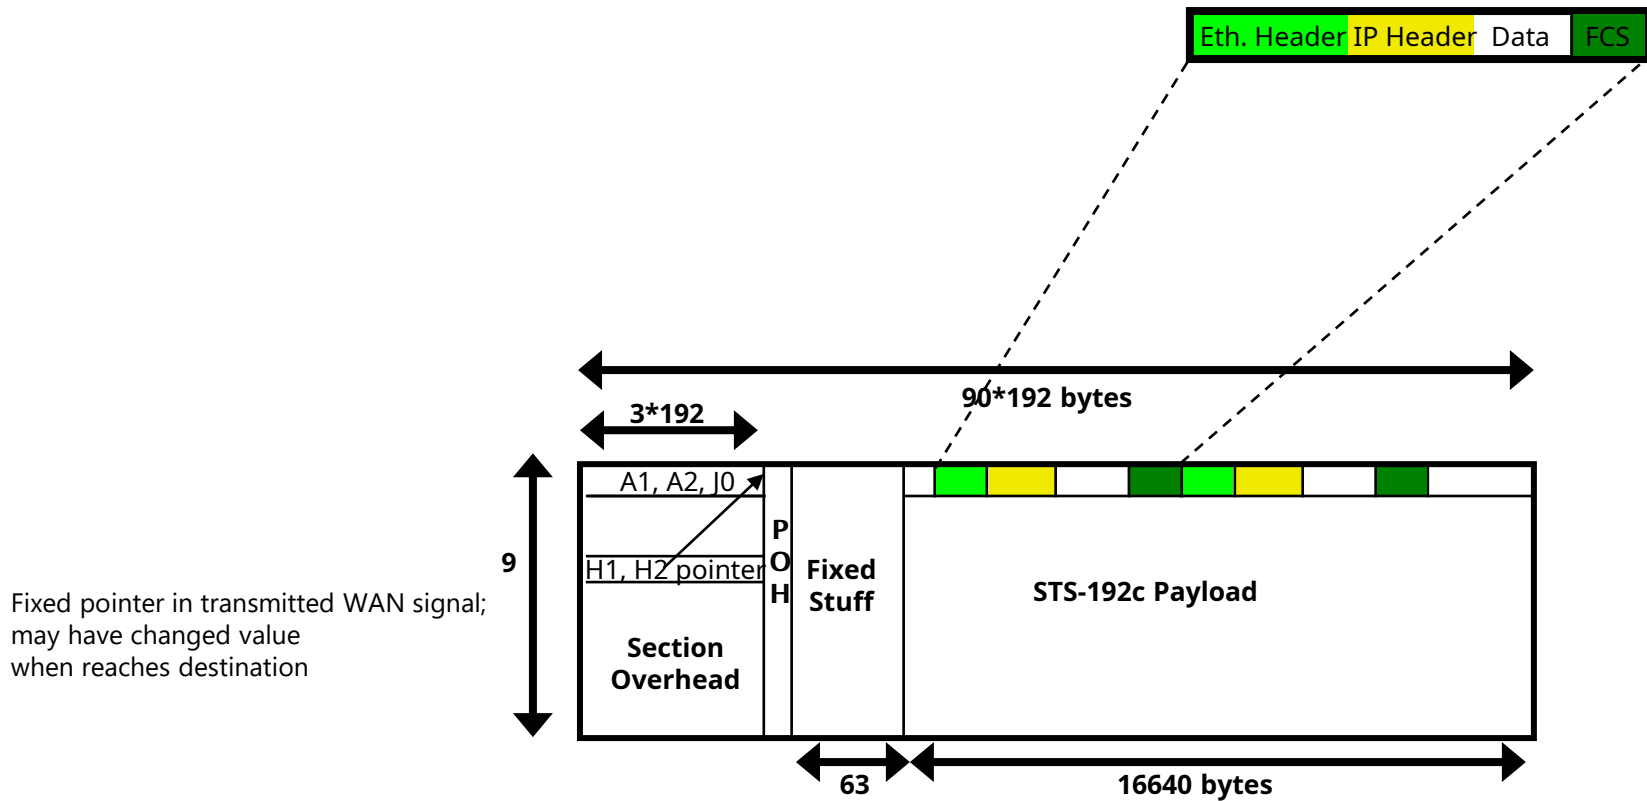 Eth. Header IP Header Data FCS
90*192 bytes
3*192
A1, A2, J0
P
O
H
9
H1, H2 pointer
Fixed
Stuff
STS-192c Payload
Fixed pointer in transmitted WAN signal;
may have changed value
when reaches destination
Section
Overhead
63
16640 bytes